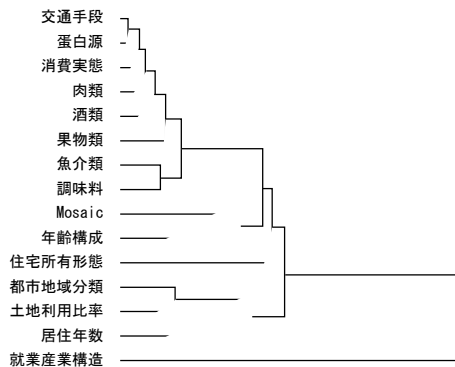 交通手段
蛋白源
消費実態
肉類
酒類
果物類
魚介類
調味料
Mosaic
年齢構成
住宅所有形態
都市地域分類
土地利用比率
居住年数
就業産業構造